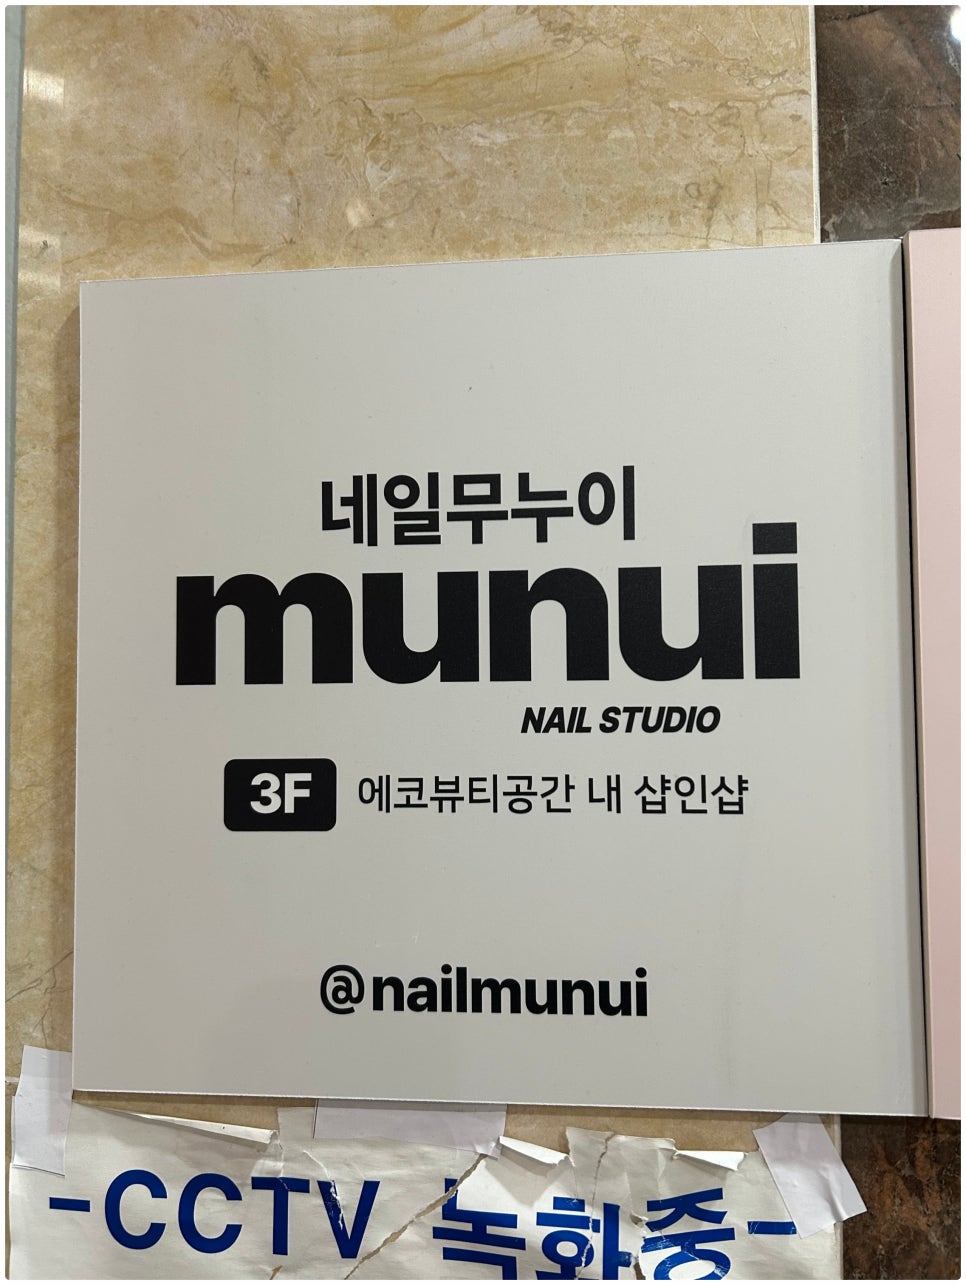 네일무누이
munui
NAIL STUDIO
3F 에코뷰티공간 내 샵인샵
@nailmunui
-CCTV 녹화중-